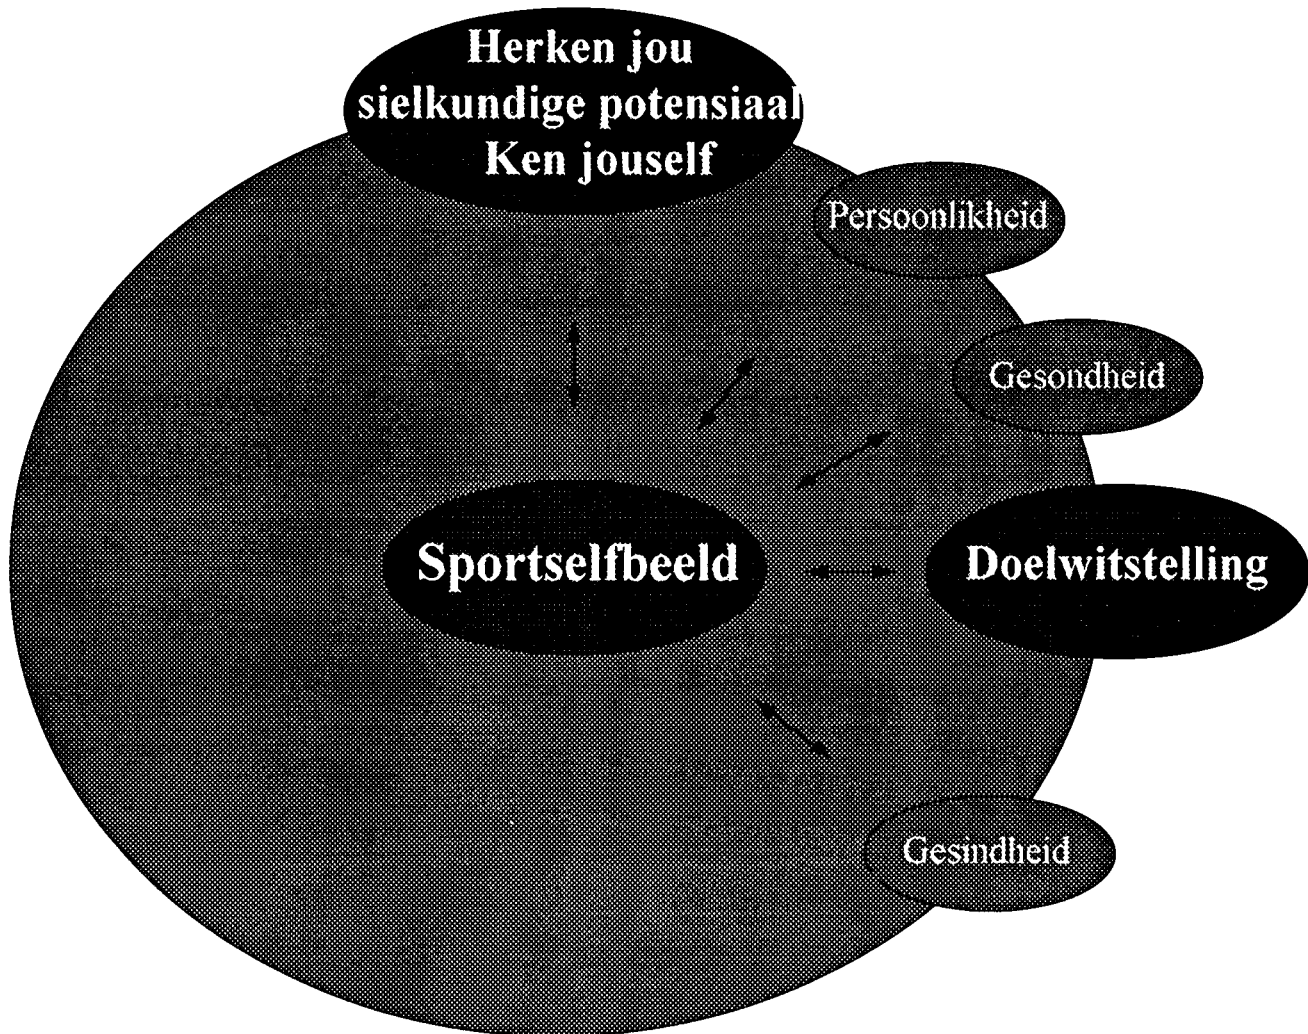 Herken jou
sielkundige potensiaal
Ken jouself
Persoonlikheid
Gesondheid
Sportselfbeeld
Doelwitstelling
Gesindheid